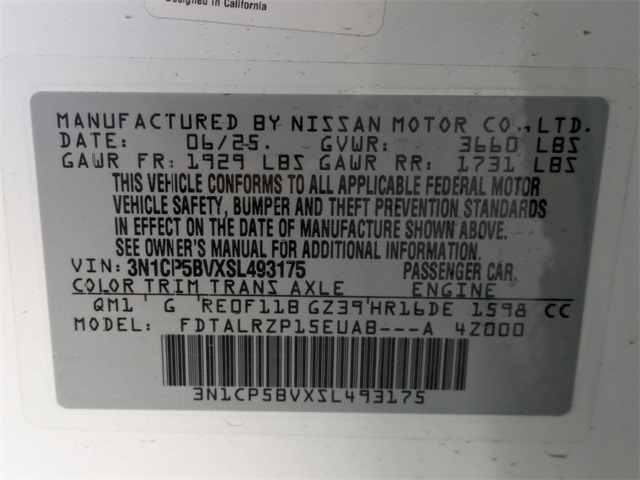 Designed in California
MANUFACTURED BY NISSAN MOTOR CO., LTD.
DATE: 06/25. GVWR: 3660 LBS
GAWR FR: 1929 LBS GAWR RR: 1731 LBS
THIS VEHICLE CONFORMS TO ALL APPLICABLE FEDERAL MOTOR
VEHICLE SAFETY, BUMPER AND THEFT PREVENTION STANDARDS
IN EFFECT ON THE DATE OF MANUFACTURE SHOWN ABOVE.
SEE OWNER'S MANUAL FOR ADDITIONAL INFORMATION.
VIN: 3N1CP5BVXSL493175 PASSENGER CAR.
COLOR TRIM TRANS AXLE ENGINE
QM1 G RE0F11B GZ39 HR16DE 1598 CC
MODEL: FDTALRZP15EUAB---A 4Z000
3N1CP5BVXSL493175